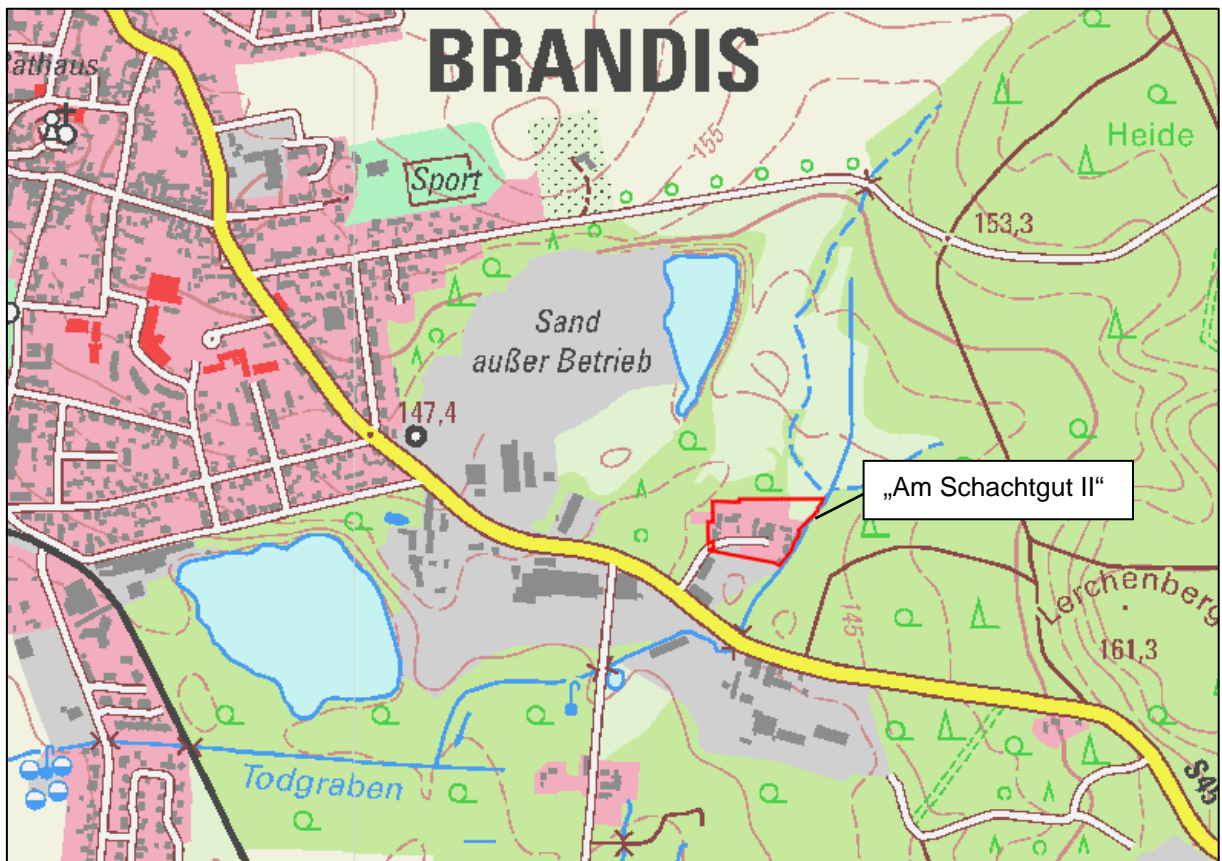 BRANDIS
Rathaus
Sport
155
Heide
153,3
Sand
außer Betrieb
147,4
„Am Schachtgut II“
Lerchenberg
145
161,3
Todgraben
S45